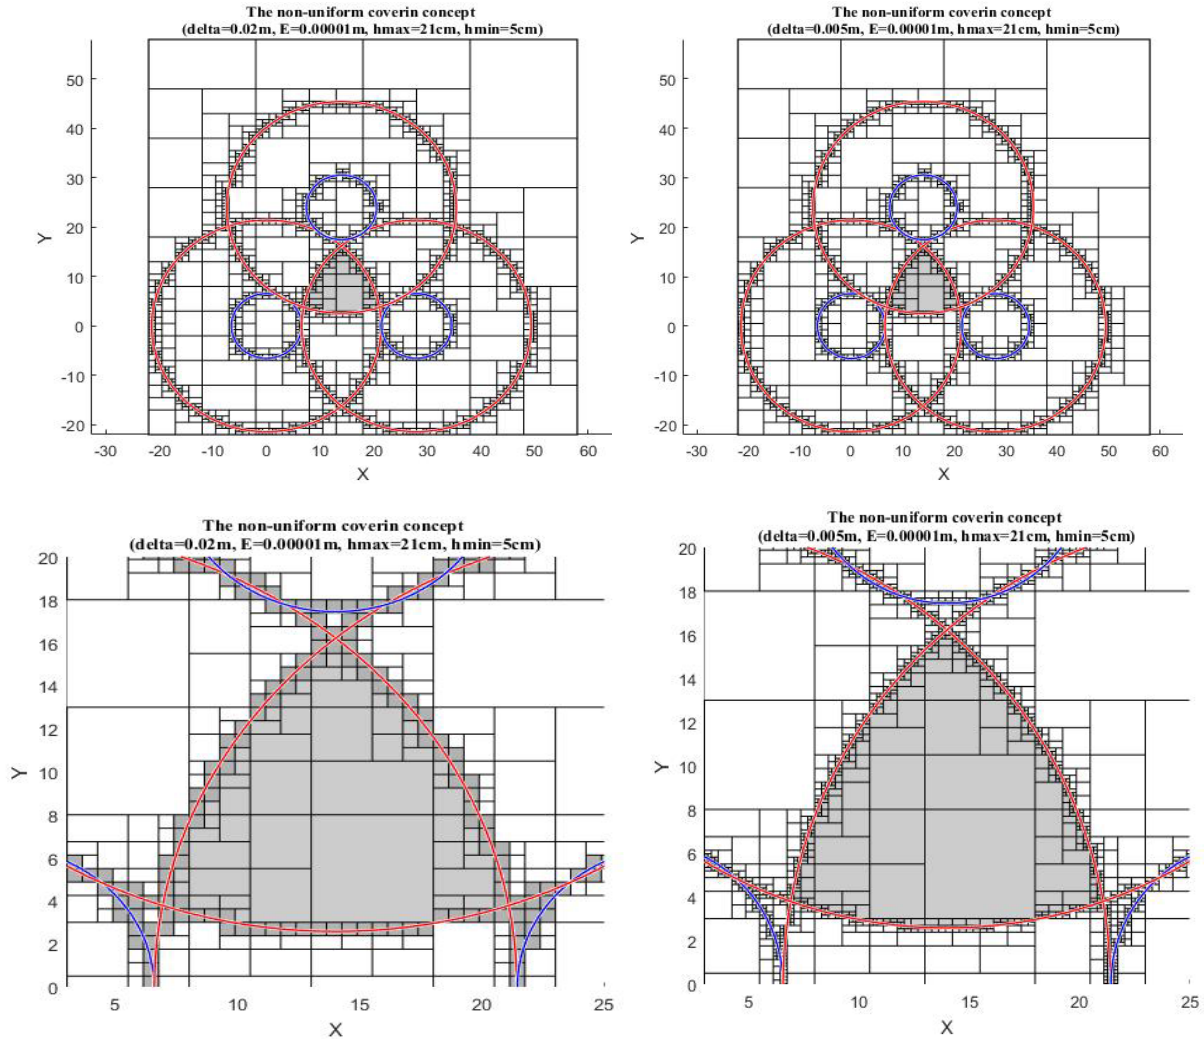 The non-uniform coverin concept
(delta=0.02m, E=0.00001m, hmax=21cm, hmin=5cm)
Y
50
40
30
20
10
0
-10
-20
-30 -20 -10 0 10 20 30 40 50 60
X
The non-uniform coverin concept
(delta=0.005m, E=0.00001m, hmax=21cm, hmin=5cm)
Y
50
40
30
20
10
0
-10
-20
-30 -20 -10 0 10 20 30 40 50 60
X
The non-uniform coverin concept
(delta=0.02m, E=0.00001m, hmax=21cm, hmin=5cm)
Y
20
18
16
14
12
10
8
6
4
2
0
5 10 15 20 25
X
The non-uniform coverin concept
(delta=0.005m, E=0.00001m, hmax=21cm, hmin=5cm)
Y
20
18
16
14
12
10
8
6
4
2
0
5 10 15 20 25
X